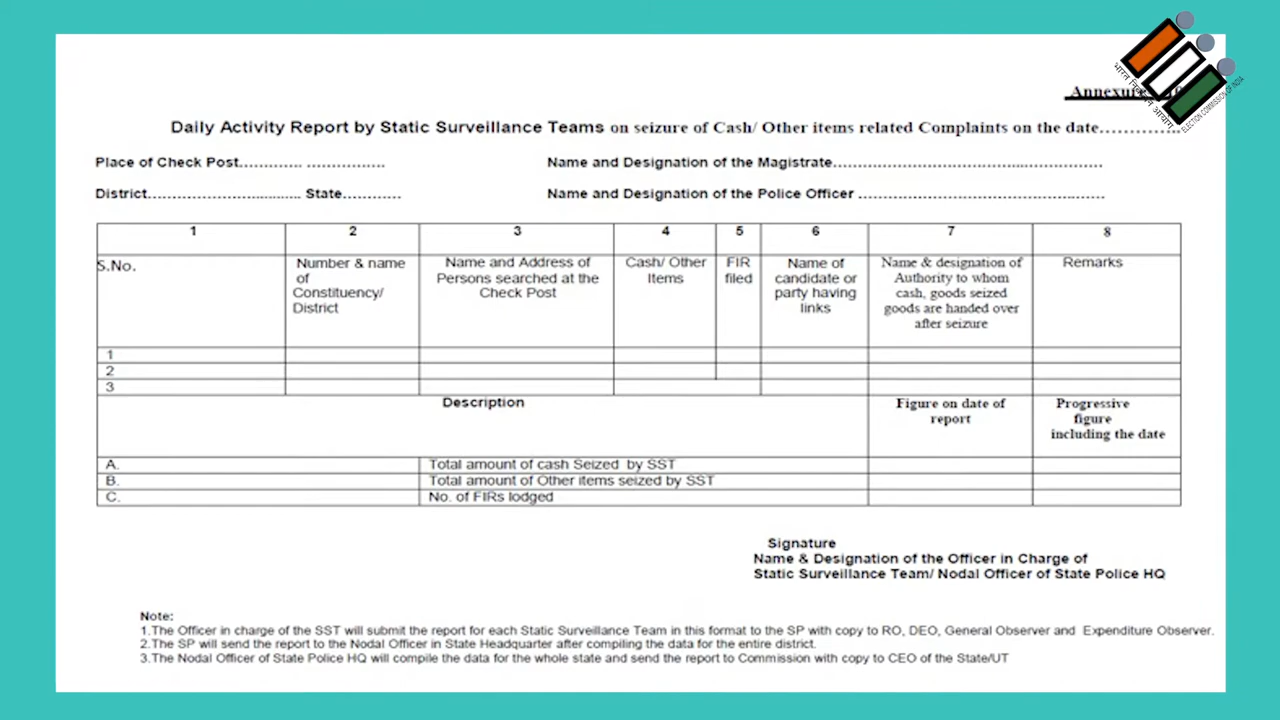 भारत निर्वाचन आयोग
ELECTION COMMISSION OF INDIA
Daily Activity Report by Static Surveillance Teams on seizure of Cash/ Other items related Complaints on the date…………..
Place of Check Post…………. …………….
Name and Designation of the Magistrate…………………………………………………
District……………………………. State…………
Name and Designation of the Police Officer ………………………………………………
1 2 3 4 5 6 7 8
S.No.
Number & name
of
Constituency/
District
Name and Address of
Persons searched at the
Check Post
Cash/ Other
Items
FIR
filed
Name of
candidate or
party having
links
Name & designation of
Authority to whom
cash, goods seized
goods are handed over
after seizure
Remarks
1
2
3
Description
Figure on date of
report
Progressive
figure
including the date
A. Total amount of cash Seized by SST
B. Total amount of Other items seized by SST
C. No. of FIRs lodged
Signature
Name & Designation of the Officer in Charge of
Static Surveillance Team/ Nodal Officer of State Police HQ
Note:
1.The Officer in charge of the SST will submit the report for each Static Surveillance Team in this format to the SP with copy to RO, DEO, General Observer and Expenditure Observer.
2.The SP will send the report to the Nodal Officer in State Headquarter after compiling the data for the entire district.
3.The Nodal Officer of State Police HQ will compile the data for the whole state and send the report to Commission with copy to CEO of the State/UT